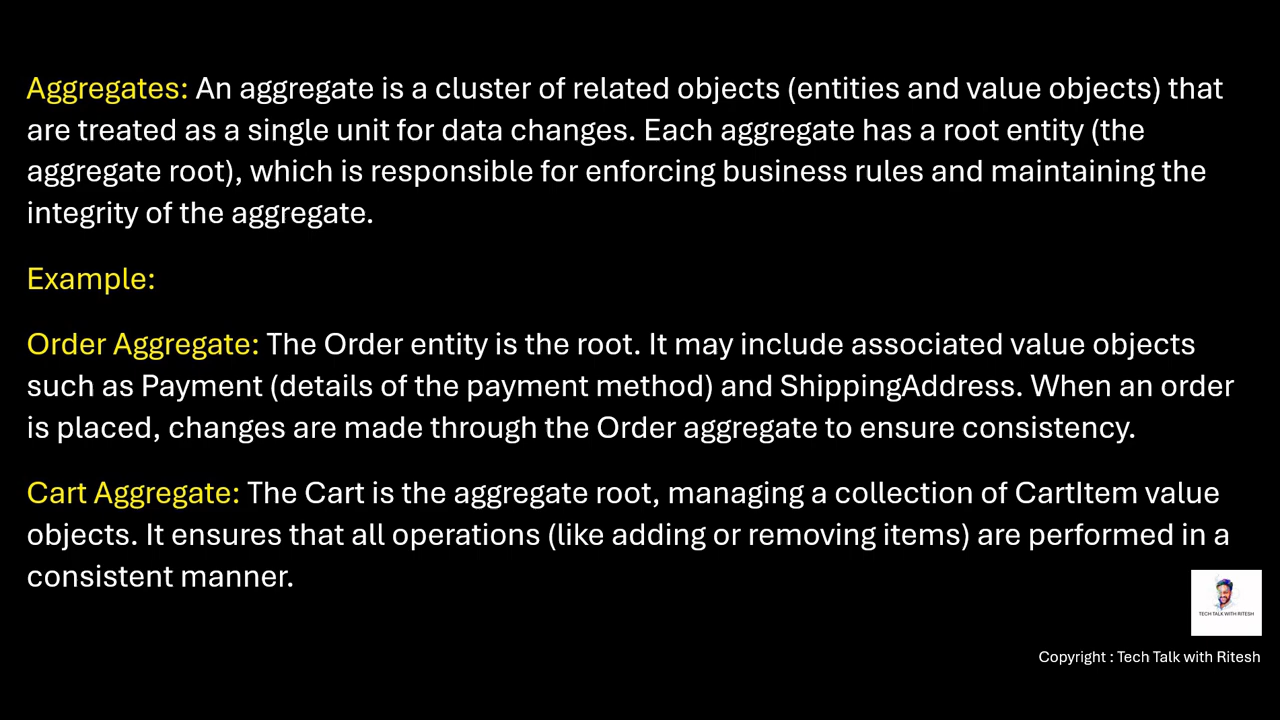 Aggregates: An aggregate is a cluster of related objects (entities and value objects) that
are treated as a single unit for data changes. Each aggregate has a root entity (the
aggregate root), which is responsible for enforcing business rules and maintaining the
integrity of the aggregate.
Example:
Order Aggregate: The Order entity is the root. It may include associated value objects
such as Payment (details of the payment method) and ShippingAddress. When an order
is placed, changes are made through the Order aggregate to ensure consistency.
Cart Aggregate: The Cart is the aggregate root, managing a collection of CartItem value
objects. It ensures that all operations (like adding or removing items) are performed in a
consistent manner.
TECH TALK WITH RITESH
Copyright : Tech Talk with Ritesh